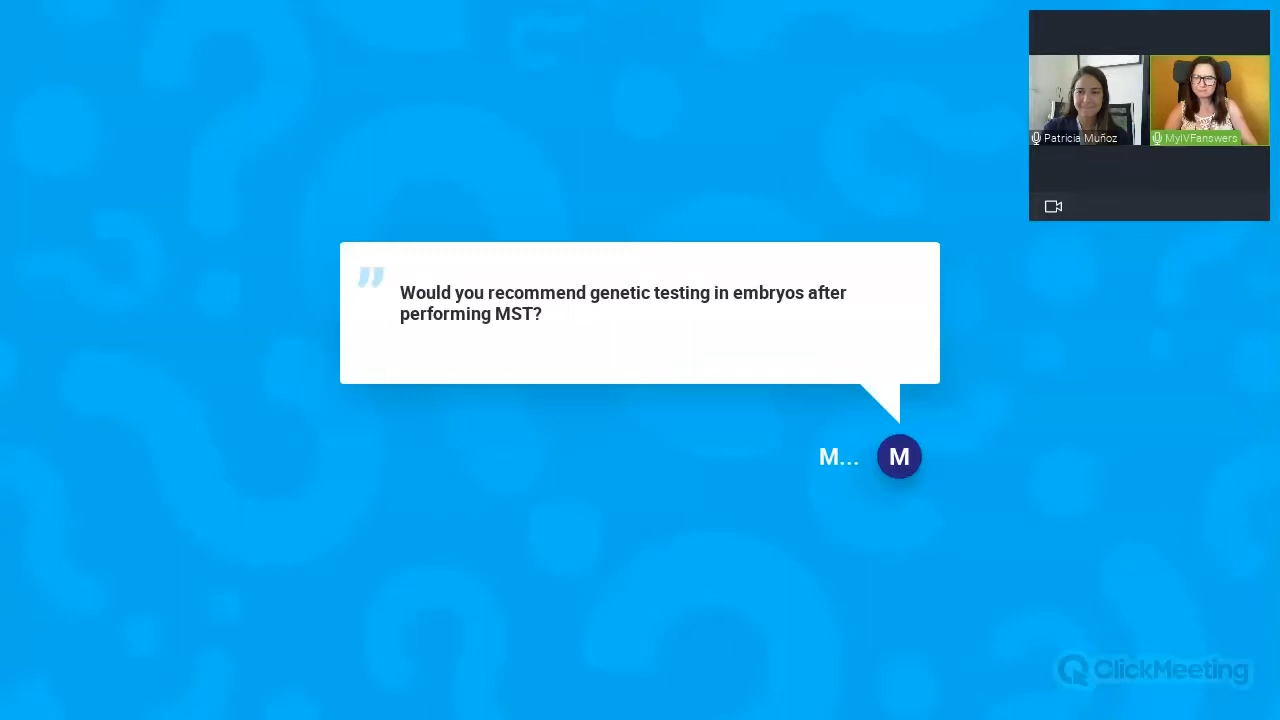 Patricia Muñoz
MyIVFanswers
Would you recommend genetic testing in embryos after
performing MST?
M...
M
ClickMeeting